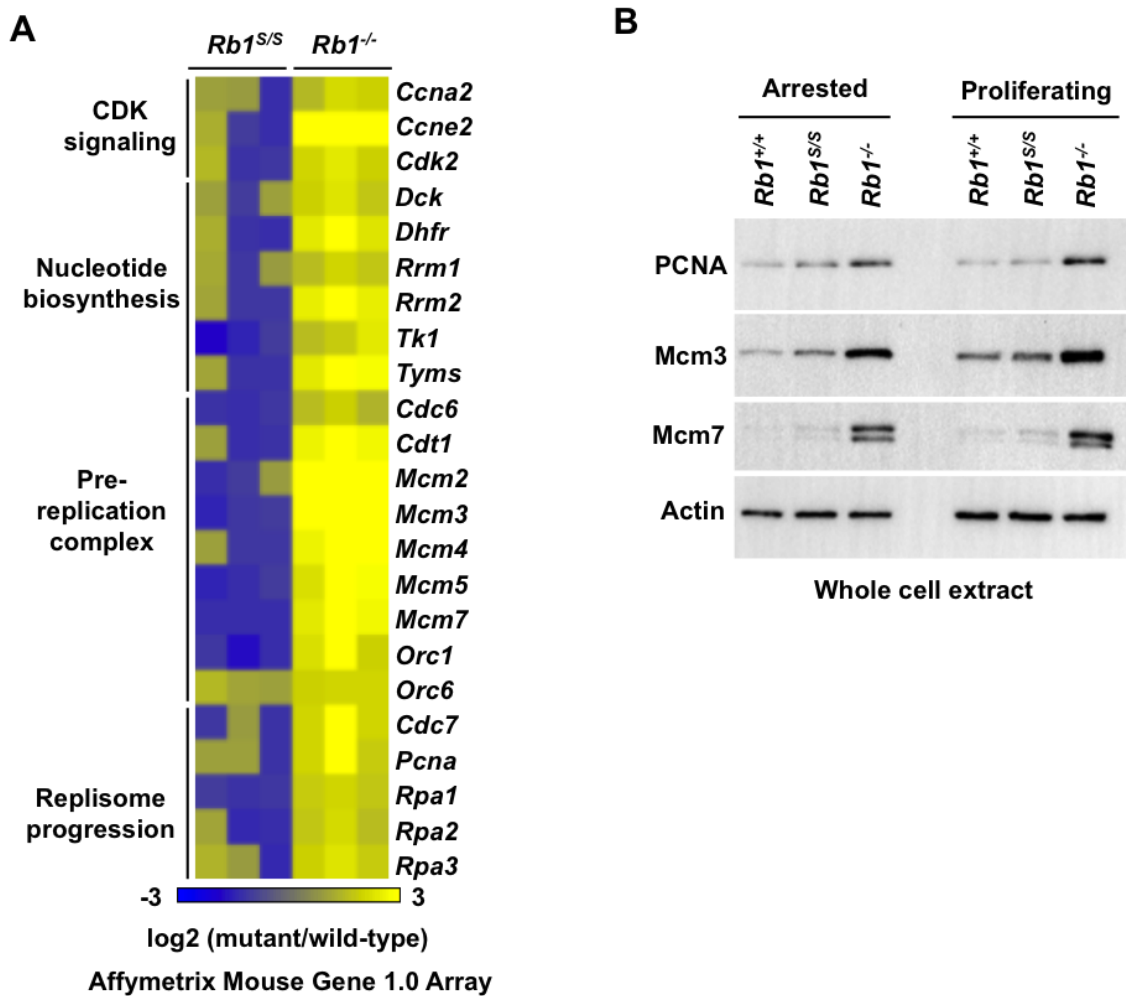 A
Rb1^S/S Rb1^-/-
CDK
signaling
Ccna2
Ccne2
Cdk2
Nucleotide
biosynthesis
Dck
Dhfr
Rrm1
Rrm2
Tk1
Tyms
Pre-
replication
complex
Cdc6
Cdt1
Mcm2
Mcm3
Mcm4
Mcm5
Mcm7
Orc1
Orc6
Replisome
progression
Cdc7
Pcna
Rpa1
Rpa2
Rpa3
-3 3
log2 (mutant/wild-type)
Affymetrix Mouse Gene 1.0 Array
B
Arrested Proliferating
Rb1^+/+ Rb1^S/S Rb1^-/- Rb1^+/+ Rb1^S/S Rb1^-/-
PCNA
Mcm3
Mcm7
Actin
Whole cell extract